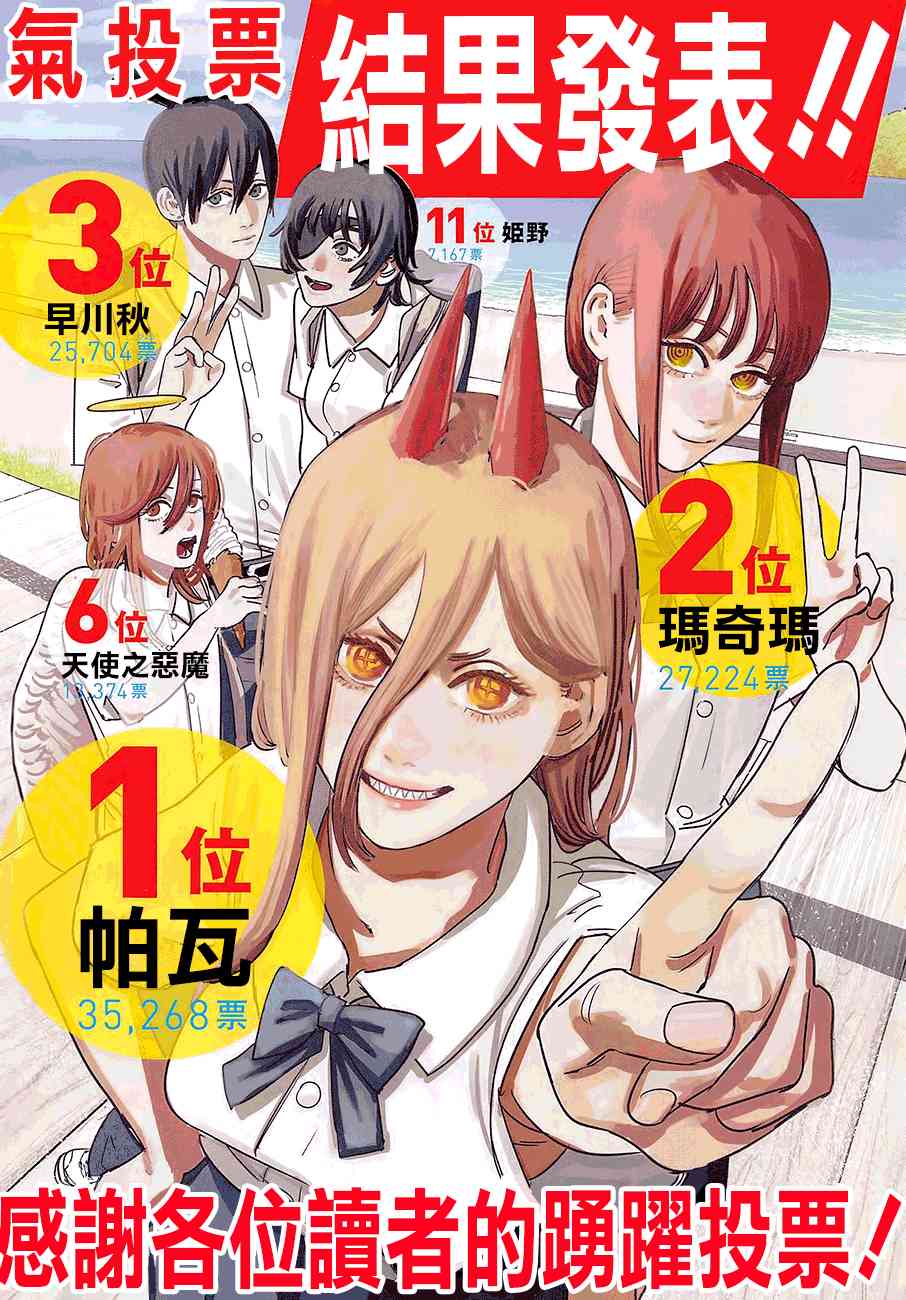 氣投票
結果發表!!
3位
早川秋
25,704票
11位 姬野
7,167票
2位
瑪奇瑪
27,224票
6位
天使之惡魔
13,374票
1位
帕瓦
35,268票
感謝各位讀者的踴躍投票!